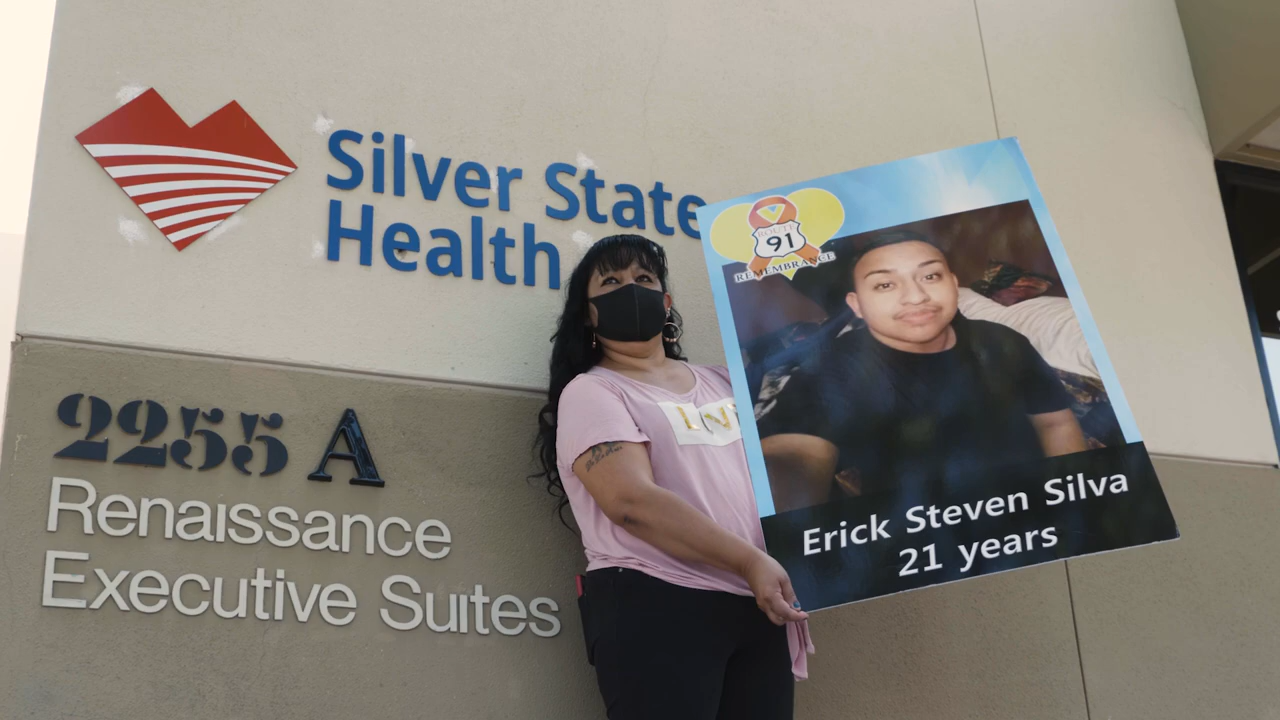 Silver State
Health
2255 A
Renaissance
Executive Suites
ROUTE
91
REMEMBRANCE
Erick Steven Silva
21 years